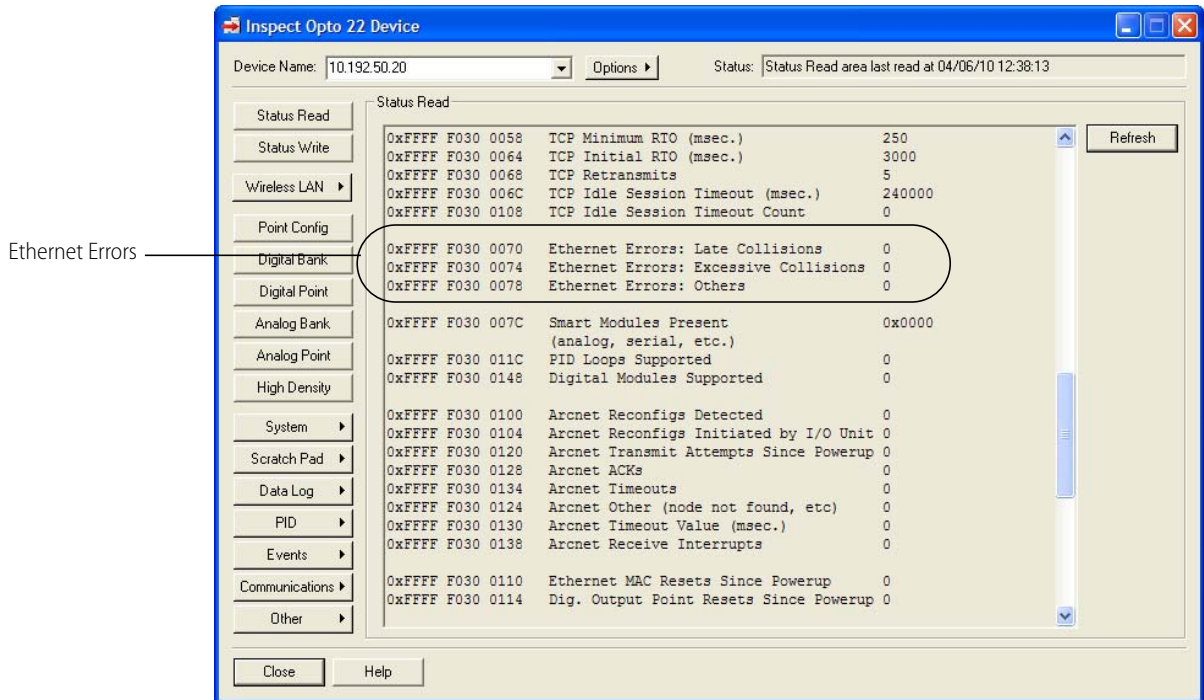 Inspect Opto 22 Device
Device Name: 10.192.50.20 Options Status: Status Read area last read at 04/06/10 12:38:13
Status Read
Status Write
Wireless LAN
Point Config
Digital Bank
Digital Point
Analog Bank
Analog Point
High Density
System
Scratch Pad
Data Log
PID
Events
Communications
Other
Ethernet Errors
Status Read
0xFFFF F030 0058 TCP Minimum RTO (msec.) 250
0xFFFF F030 0064 TCP Initial RTO (msec.) 3000
0xFFFF F030 0068 TCP Retransmits 5
0xFFFF F030 006C TCP Idle Session Timeout (msec.) 240000
0xFFFF F030 0108 TCP Idle Session Timeout Count 0
0xFFFF F030 0070 Ethernet Errors: Late Collisions 0
0xFFFF F030 0074 Ethernet Errors: Excessive Collisions 0
0xFFFF F030 0078 Ethernet Errors: Others 0
0xFFFF F030 007C Smart Modules Present 0x0000
(analog, serial, etc.)
0xFFFF F030 011C PID Loops Supported 0
0xFFFF F030 0148 Digital Modules Supported 0
0xFFFF F030 0100 Arcnet Reconfigs Detected 0
0xFFFF F030 0104 Arcnet Reconfigs Initiated by I/O Unit 0
0xFFFF F030 0120 Arcnet Transmit Attempts Since Powerup 0
0xFFFF F030 0128 Arcnet ACKs 0
0xFFFF F030 0134 Arcnet Timeouts 0
0xFFFF F030 0124 Arcnet Other (node not found, etc) 0
0xFFFF F030 0130 Arcnet Timeout Value (msec.) 0
0xFFFF F030 0138 Arcnet Receive Interrupts 0
0xFFFF F030 0110 Ethernet MAC Resets Since Powerup 0
0xFFFF F030 0114 Dig. Output Point Resets Since Powerup 0
Refresh
Close Help